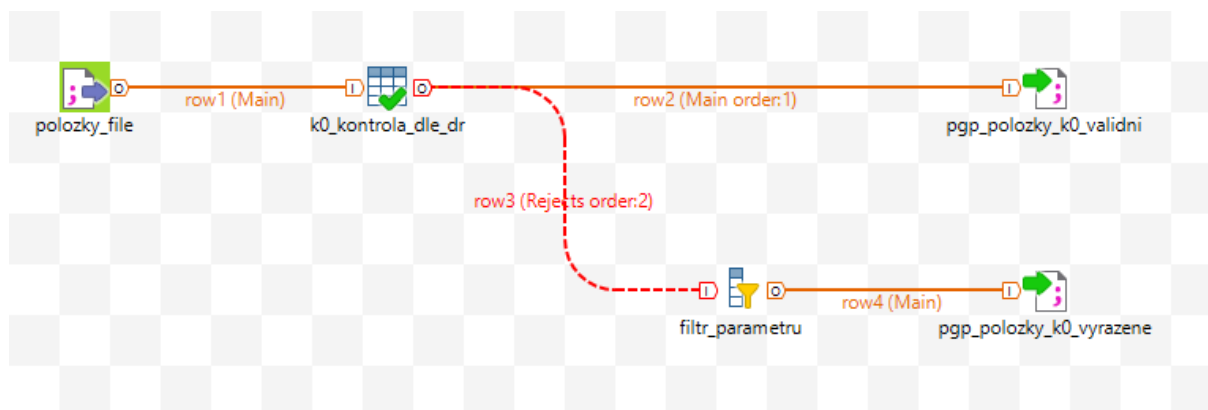 row1 (Main)
row2 (Main order:1)
polozky_file
k0_kontrola_dle_dr
pgp_polozky_k0_validni
row3 (Rejects order:2)
row4 (Main)
filtr_parametru
pgp_polozky_k0_vyrazene